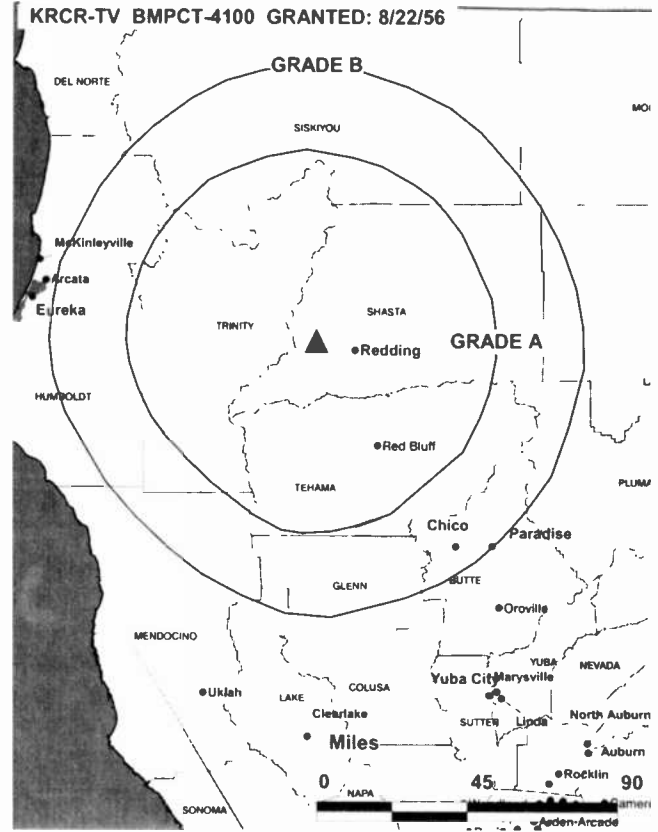 KRCR-TV BMPCT-4100 GRANTED: 8/22/56
GRADE B
DEL NORTE
SISKIYOU
McKinleyville
Arcata
Eureka
TRINITY
SHASTA
Redding
GRADE A
HUMBOLDT
Red Bluff
TEHAMA
PLUMA
Chico
Paradise
GLENN
BUTTE
Oroville
MENDOCINO
YUBA
NEVADA
Ukiah
LAKE
COLUSA
Yuba City
Marysville
Clearlake
SUTTER
Linda
North Auburn
Miles
Auburn
0 45 90
Rocklin
NAPA
SONOMA
Arden-Arcade